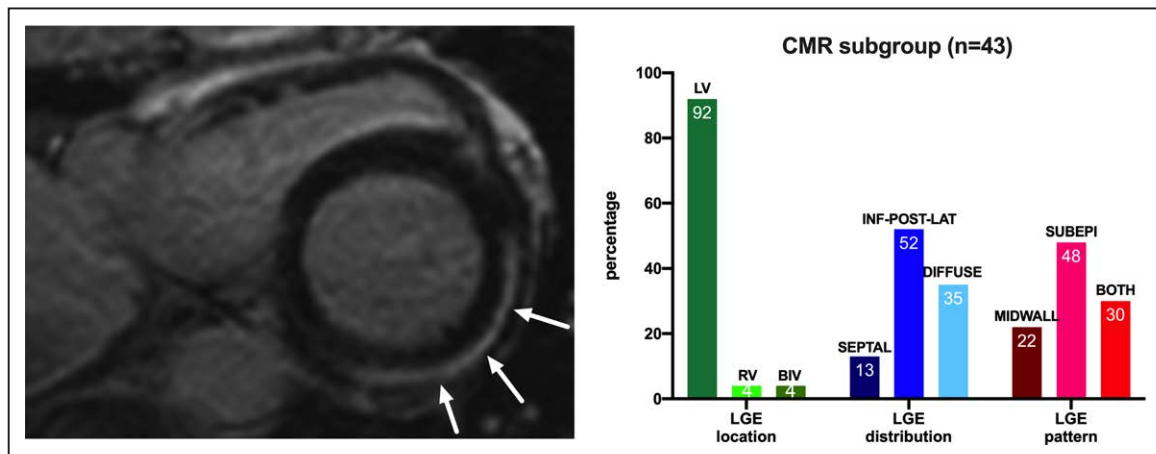 CMR subgroup (n=43)
percentage
100
80
60
40
20
0
LV
92
RV
4
BIV
4
SEPTAL
13
INF-POST-LAT
52
DIFFUSE
35
MIDWALL
22
SUBEPI
48
BOTH
30
LGE
location
LGE
distribution
LGE
pattern